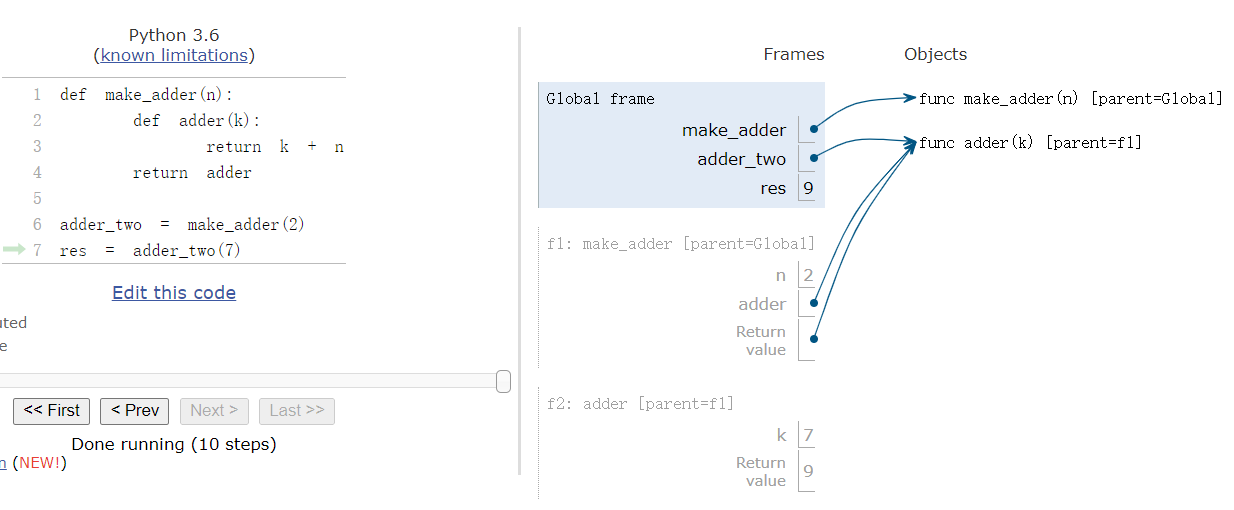 Python 3.6
(known limitations)
1 def make_adder(n):
2 def adder(k):
3 return k + n
4 return adder
5
6 adder_two = make_adder(2)
7 res = adder_two(7)
Edit this code
<< First < Prev Next > Last >>
Done running (10 steps)
(NEW!)
Frames Objects
Global frame
make_adder
adder_two
res 9
func make_adder(n) [parent=Global]
func adder(k) [parent=f1]
f1: make_adder [parent=Global]
n 2
adder
Return
value
f2: adder [parent=f1]
k 7
Return
value 9